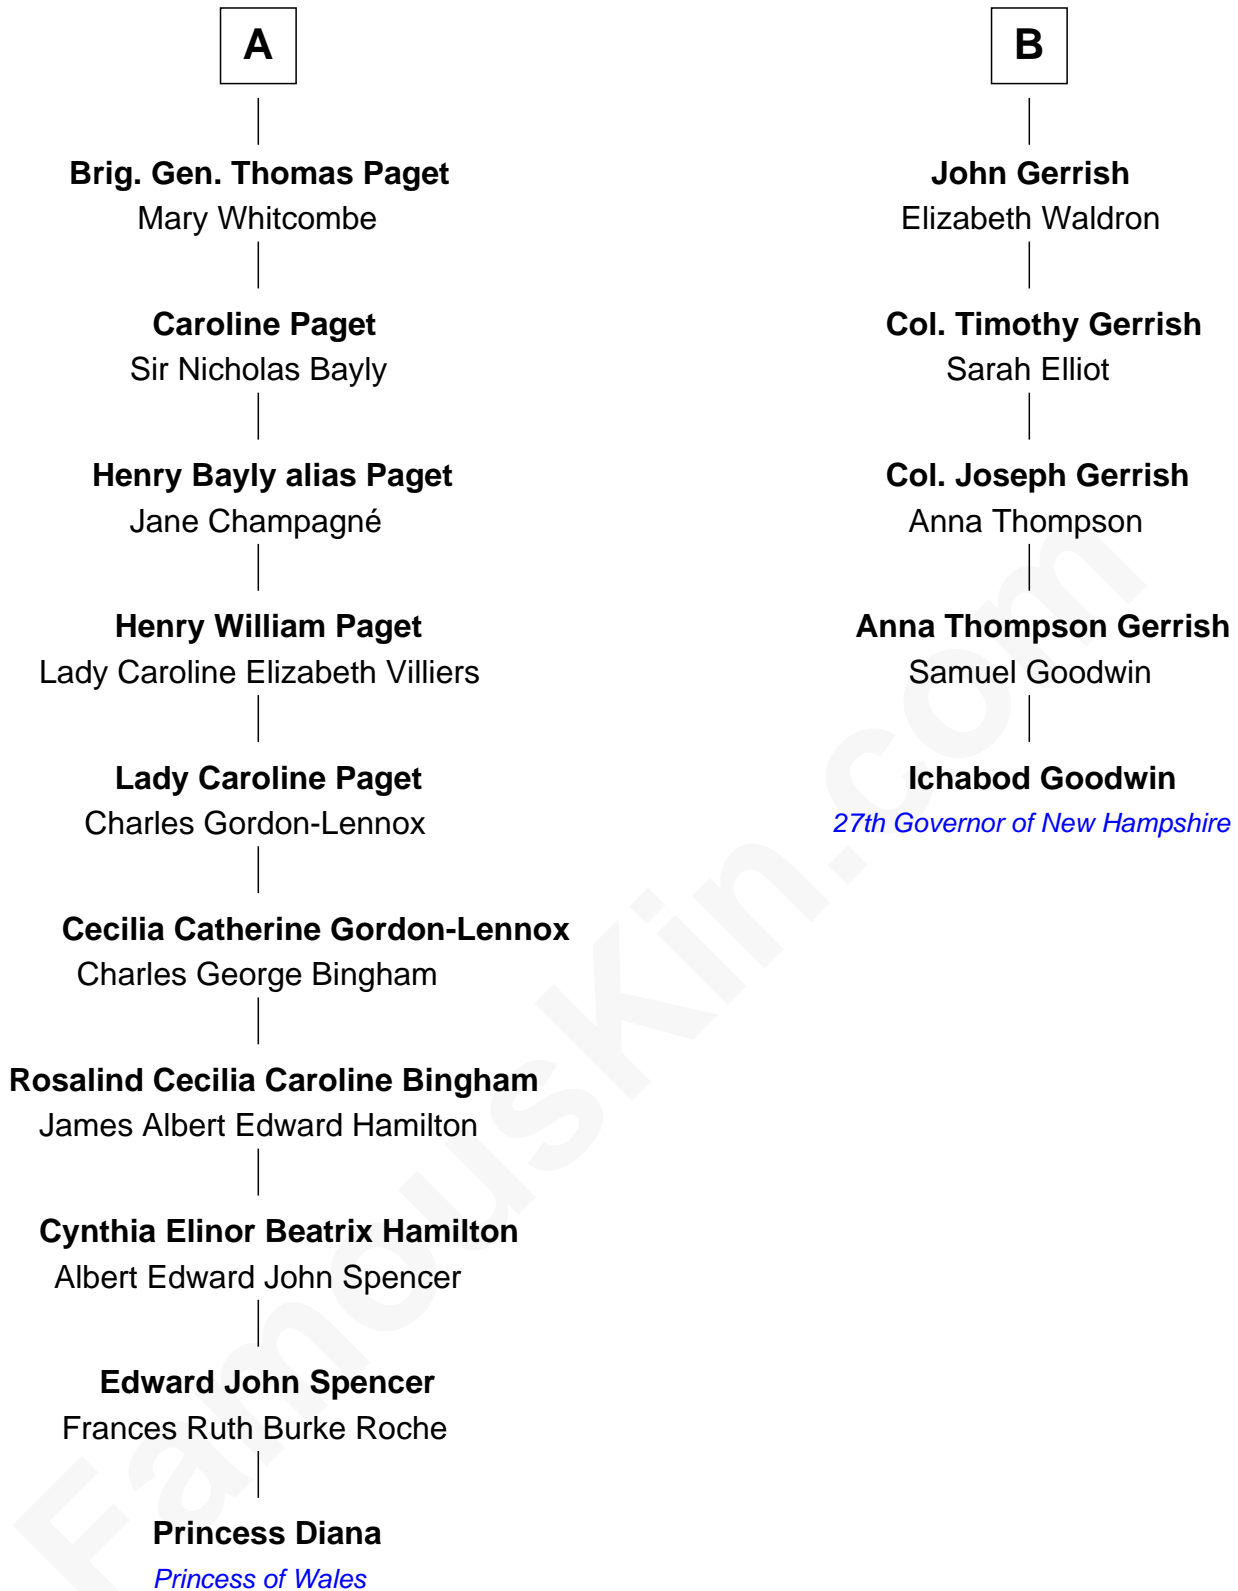 A
Brig. Gen. Thomas Paget
Mary Whitcombe
Caroline Paget
Sir Nicholas Bayly
Henry Bayly alias Paget
Jane Champagné
Henry William Paget
Lady Caroline Elizabeth Villiers
Lady Caroline Paget
Charles Gordon-Lennox
Cecilia Catherine Gordon-Lennox
Charles George Bingham
Rosalind Cecilia Caroline Bingham
James Albert Edward Hamilton
Cynthia Elinor Beatrix Hamilton
Albert Edward John Spencer
Edward John Spencer
Frances Ruth Burke Roche
Princess Diana
Princess of Wales
B
John Gerrish
Elizabeth Waldron
Col. Timothy Gerrish
Sarah Elliot
Col. Joseph Gerrish
Anna Thompson
Anna Thompson Gerrish
Samuel Goodwin
Ichabod Goodwin
27th Governor of New Hampshire
FamousKin.com